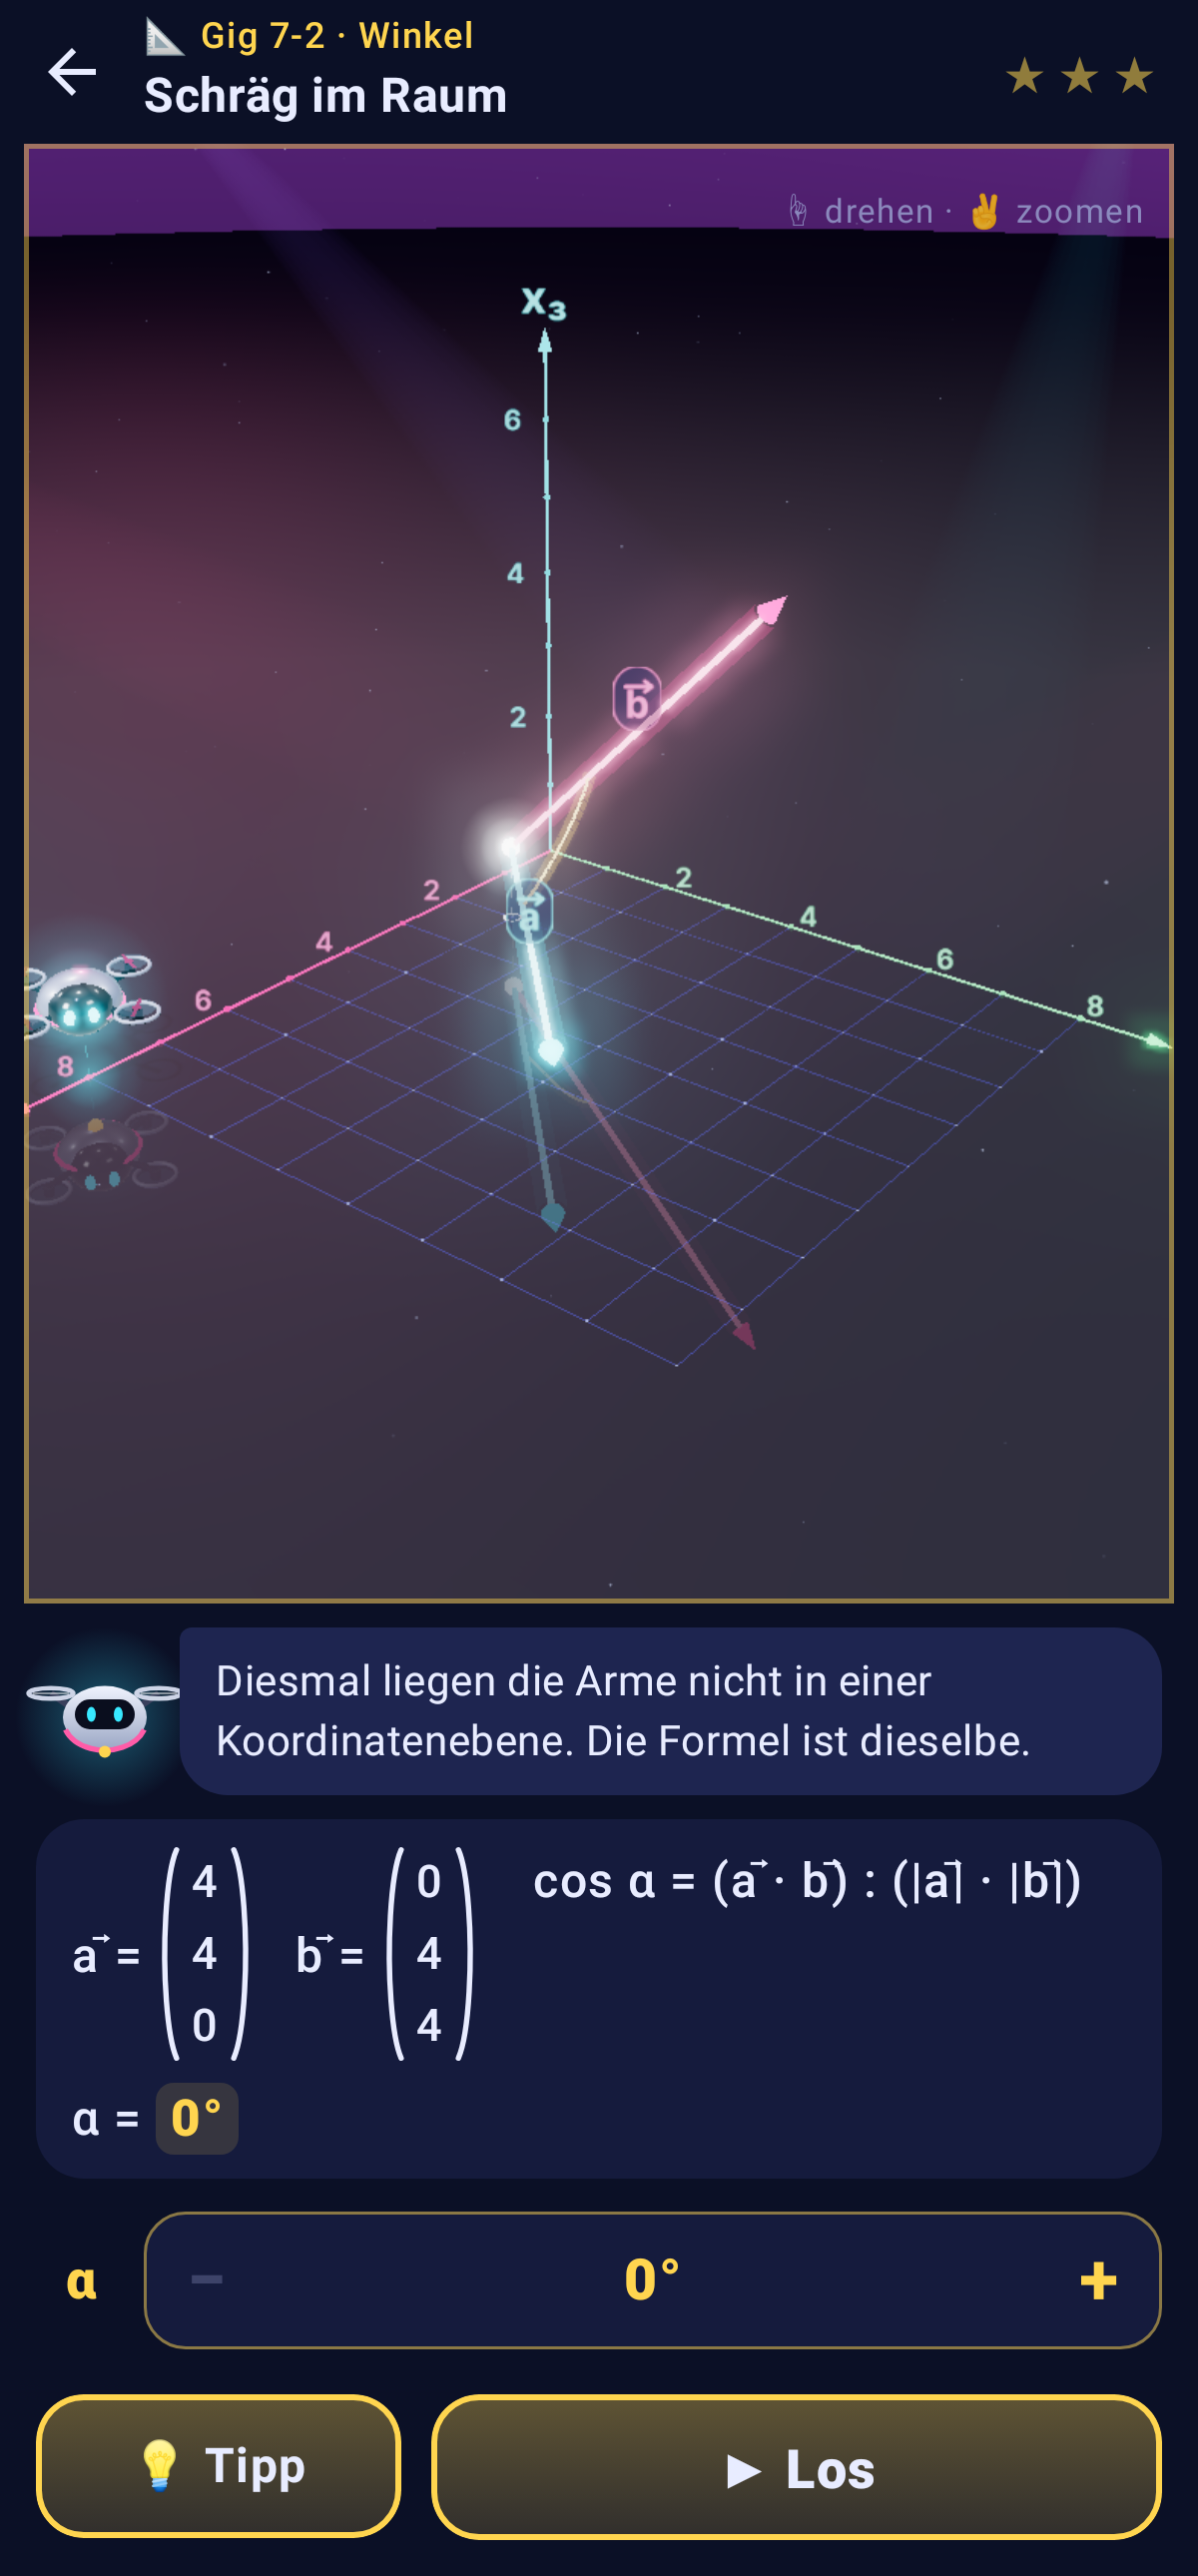 📐 Gig 7-2 · Winkel
Schräg im Raum
★ ★ ★
☝ drehen · ✌ zoomen
x₃
6
4
2
b⃗
a⃗
2
4
6
8
2
4
6
8
Diesmal liegen die Arme nicht in einer
Koordinatenebene. Die Formel ist dieselbe.
a⃗ = (4 4 0) b⃗ = (0 4 4) cos α = (a⃗ · b⃗) : (|a⃗| · |b⃗|)
α = 0°
α − 0° +
💡 Tipp
▶ Los